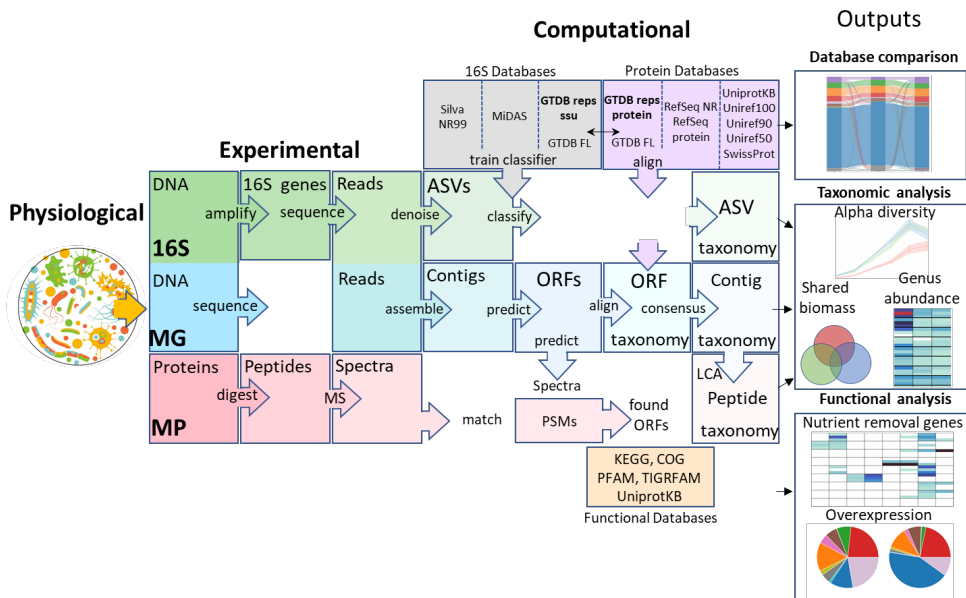 Outputs
Computational
Database comparison
16S Databases
Protein Databases
Silva
NR99
MiDAS
GTDB reps
ssu
GTDB FL
GTDB reps
protein
GTDB FL
RefSeq NR
RefSeq
protein
UniprotKB
Uniref100
Uniref90
Uniref50
SwissProt
train classifier
align
Experimental
Physiological
DNA
amplify
16S
16S genes
sequence
Reads
denoise
ASVs
classify
ASV
taxonomy
DNA
sequence
MG
Reads
assemble
Contigs
predict
ORFs
align
predict
ORF
consensus
taxonomy
Contig
taxonomy
Proteins
digest
MP
Peptides
MS
Spectra
match
Spectra
PSMs
found
ORFs
LCA
Peptide
taxonomy
KEGG, COG
PFAM, TIGRFAM
UniprotKB
Functional Databases
Taxonomic analysis
Alpha diversity
Shared
biomass
Genus
abundance
Functional analysis
Nutrient removal genes
Overexpression